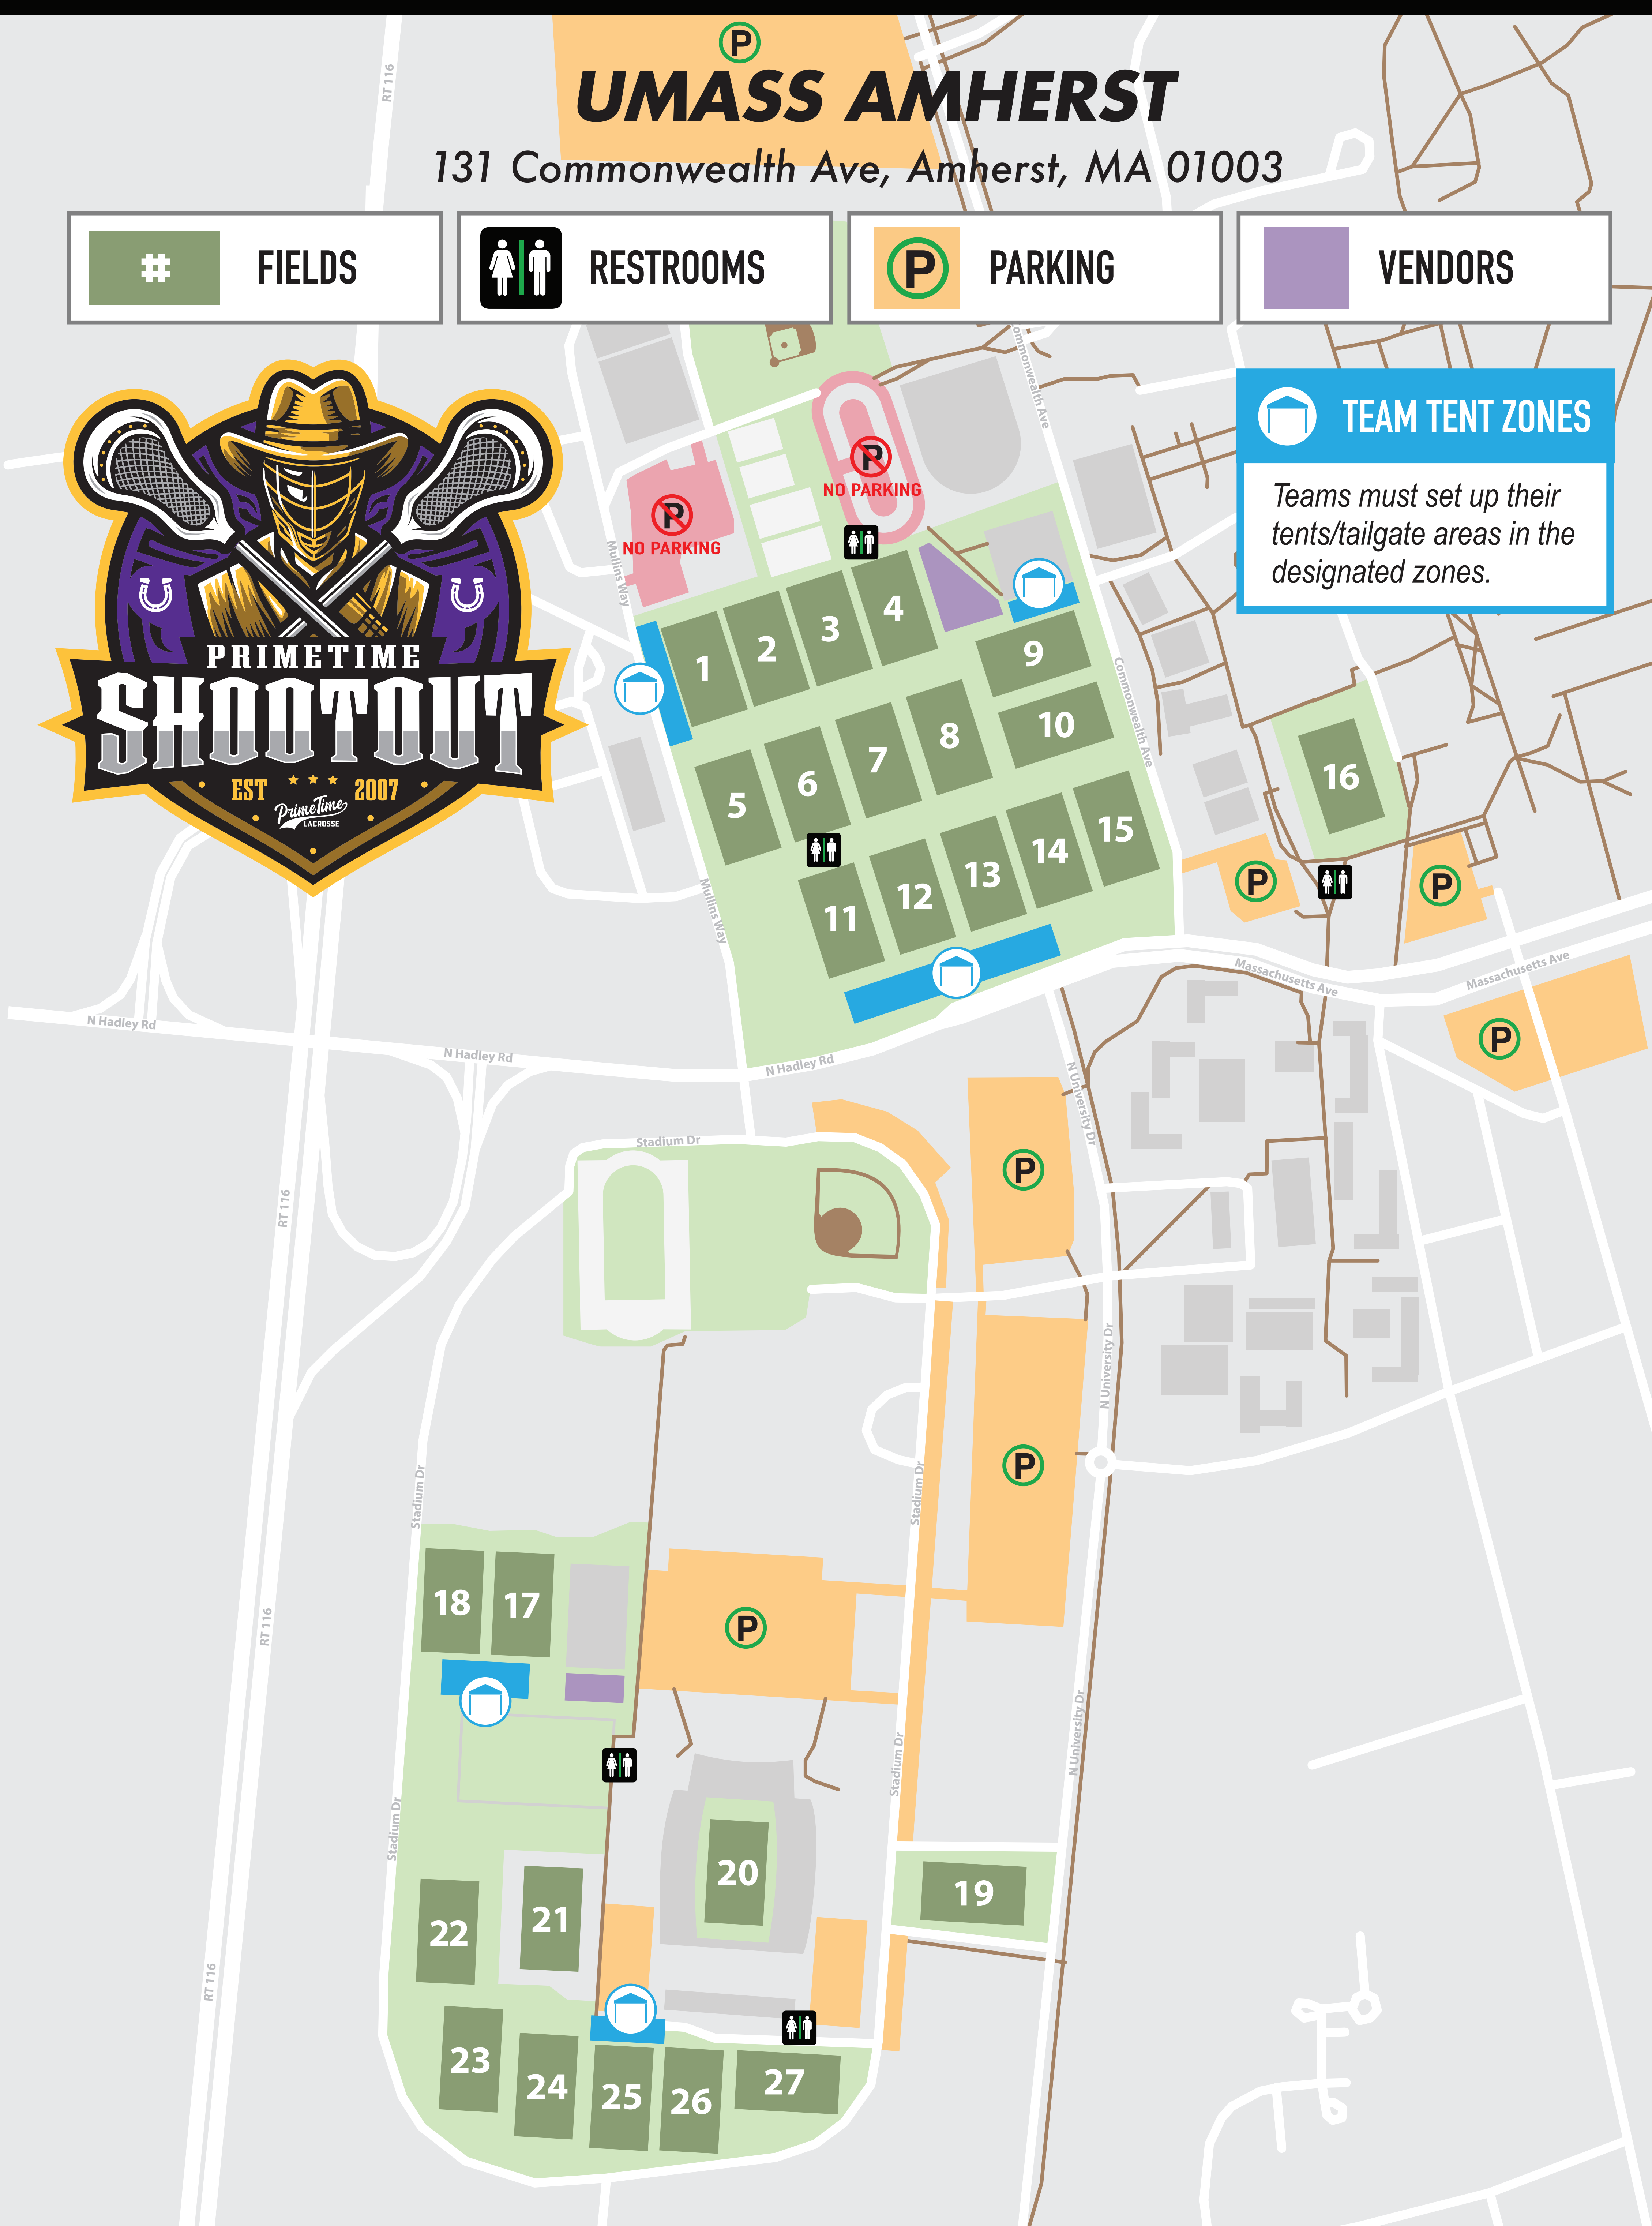 P
UMASS AMHERST
131 Commonwealth Ave, Amherst, MA 01003
# FIELDS
RESTROOMS
P PARKING
VENDORS
RT 116
TEAM TENT ZONES
Teams must set up their
tents/tailgate areas in the
designated zones.
PRIMETIME
SHOOTOUT
EST 2007
PrimeTime
LACROSSE
ommonwealth Ave
P
NO PARKING
P
NO PARKING
Mullins Way
1
2
3
4
9
10
5
6
7
8
Commonwealth Ave
16
11
12
13
14
15
P
P
Mullins Way
Massachusetts Ave
Massachusetts Ave
P
N Hadley Rd
N Hadley Rd
N Hadley Rd
N University Dr
Stadium Dr
P
RT 116
N University Dr
P
Stadium Dr
Stadium Dr
18
17
P
RT 116
N University Dr
Stadium Dr
Stadium Dr
20
19
21
22
RT 116
23
24
25
26
27